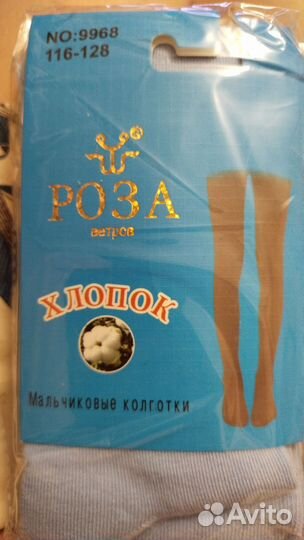 NO:9968
116-128
РОЗА
ветров
ХЛОПОК
Мальчиковые колготки
Avito